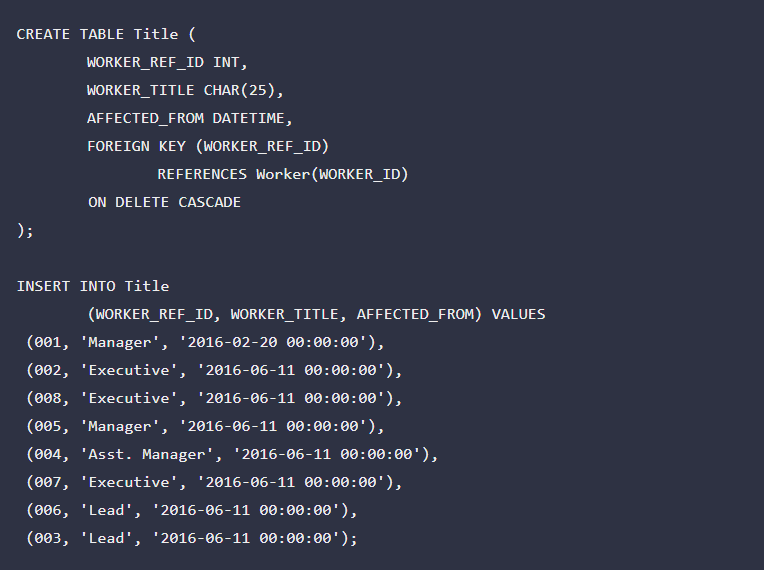 CREATE TABLE Title (
WORKER_REF_ID INT,
WORKER_TITLE CHAR(25),
AFFECTED_FROM DATETIME,
FOREIGN KEY (WORKER_REF_ID)
REFERENCES Worker(WORKER_ID)
ON DELETE CASCADE
);
INSERT INTO Title
(WORKER_REF_ID, WORKER_TITLE, AFFECTED_FROM) VALUES
(001, 'Manager', '2016-02-20 00:00:00'),
(002, 'Executive', '2016-06-11 00:00:00'),
(008, 'Executive', '2016-06-11 00:00:00'),
(005, 'Manager', '2016-06-11 00:00:00'),
(004, 'Asst. Manager', '2016-06-11 00:00:00'),
(007, 'Executive', '2016-06-11 00:00:00'),
(006, 'Lead', '2016-06-11 00:00:00'),
(003, 'Lead', '2016-06-11 00:00:00');